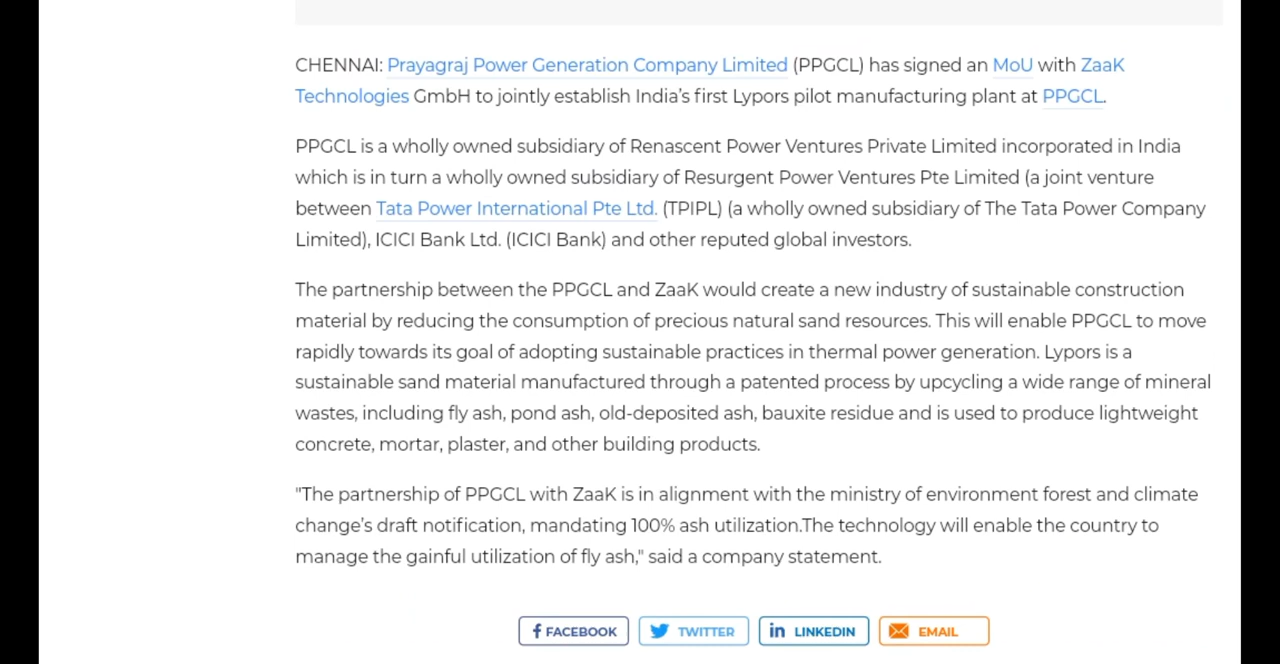 CHENNAI: Prayagraj Power Generation Company Limited (PPGCL) has signed an MoU with ZaaK
Technologies GmbH to jointly establish India's first Lypors pilot manufacturing plant at PPGCL.
PPGCL is a wholly owned subsidiary of Renascent Power Ventures Private Limited incorporated in India
which is in turn a wholly owned subsidiary of Resurgent Power Ventures Pte Limited (a joint venture
between Tata Power International Pte Ltd. (TPIPL) (a wholly owned subsidiary of The Tata Power Company
Limited), ICICI Bank Ltd. (ICICI Bank) and other reputed global investors.
The partnership between the PPGCL and ZaaK would create a new industry of sustainable construction
material by reducing the consumption of precious natural sand resources. This will enable PPGCL to move
rapidly towards its goal of adopting sustainable practices in thermal power generation. Lypors is a
sustainable sand material manufactured through a patented process by upcycling a wide range of mineral
wastes, including fly ash, pond ash, old-deposited ash, bauxite residue and is used to produce lightweight
concrete, mortar, plaster, and other building products.
"The partnership of PPGCL with ZaaK is in alignment with the ministry of environment forest and climate
change's draft notification, mandating 100% ash utilization.The technology will enable the country to
manage the gainful utilization of fly ash," said a company statement.
FACEBOOK TWITTER LINKEDIN EMAIL